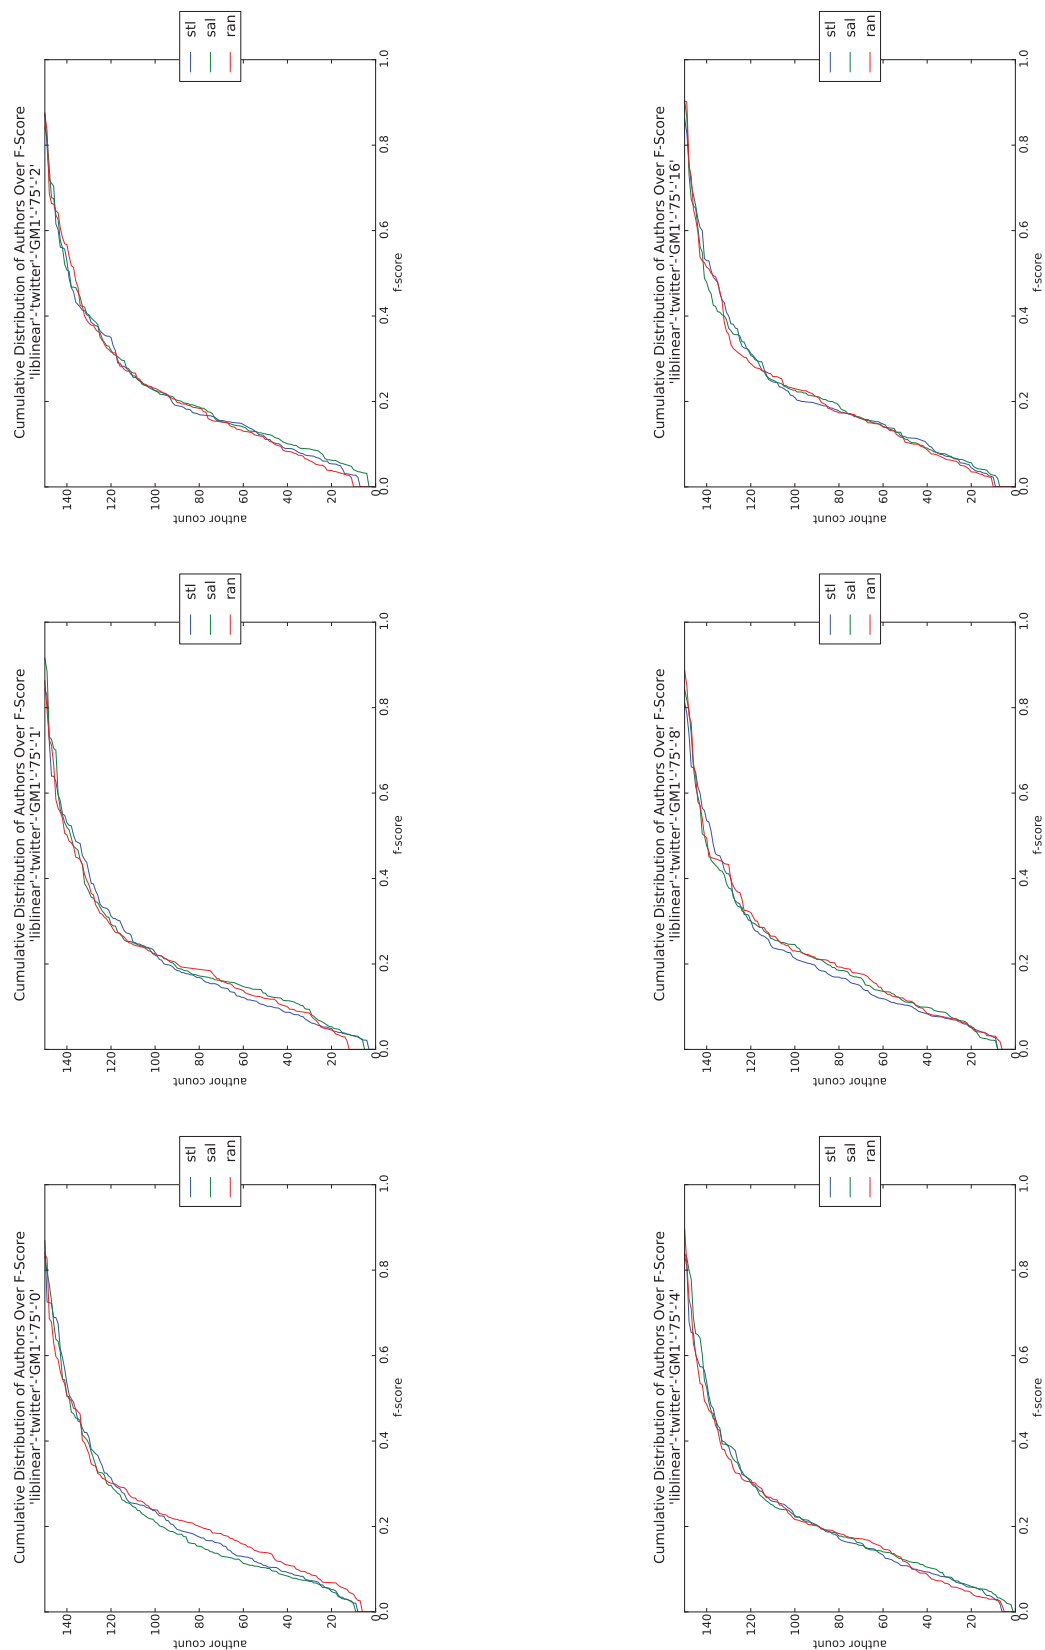 Cumulative Distribution of Authors Over F-Score
'liblinear'-'twitter'-'GM1'-'75'-'0'
author count
140
120
100
80
60
40
20
0
0.0 0.2 0.4 0.6 0.8 1.0
f-score
stl
sal
ran
Cumulative Distribution of Authors Over F-Score
'liblinear'-'twitter'-'GM1'-'75'-'1'
author count
140
120
100
80
60
40
20
0
0.0 0.2 0.4 0.6 0.8 1.0
f-score
stl
sal
ran
Cumulative Distribution of Authors Over F-Score
'liblinear'-'twitter'-'GM1'-'75'-'2'
author count
140
120
100
80
60
40
20
0
0.0 0.2 0.4 0.6 0.8 1.0
f-score
stl
sal
ran
Cumulative Distribution of Authors Over F-Score
'liblinear'-'twitter'-'GM1'-'75'-'4'
author count
140
120
100
80
60
40
20
0
0.0 0.2 0.4 0.6 0.8 1.0
f-score
stl
sal
ran
Cumulative Distribution of Authors Over F-Score
'liblinear'-'twitter'-'GM1'-'75'-'8'
author count
140
120
100
80
60
40
20
0
0.0 0.2 0.4 0.6 0.8 1.0
f-score
stl
sal
ran
Cumulative Distribution of Authors Over F-Score
'liblinear'-'twitter'-'GM1'-'75'-'16'
author count
140
120
100
80
60
40
20
0
0.0 0.2 0.4 0.6 0.8 1.0
f-score
stl
sal
ran